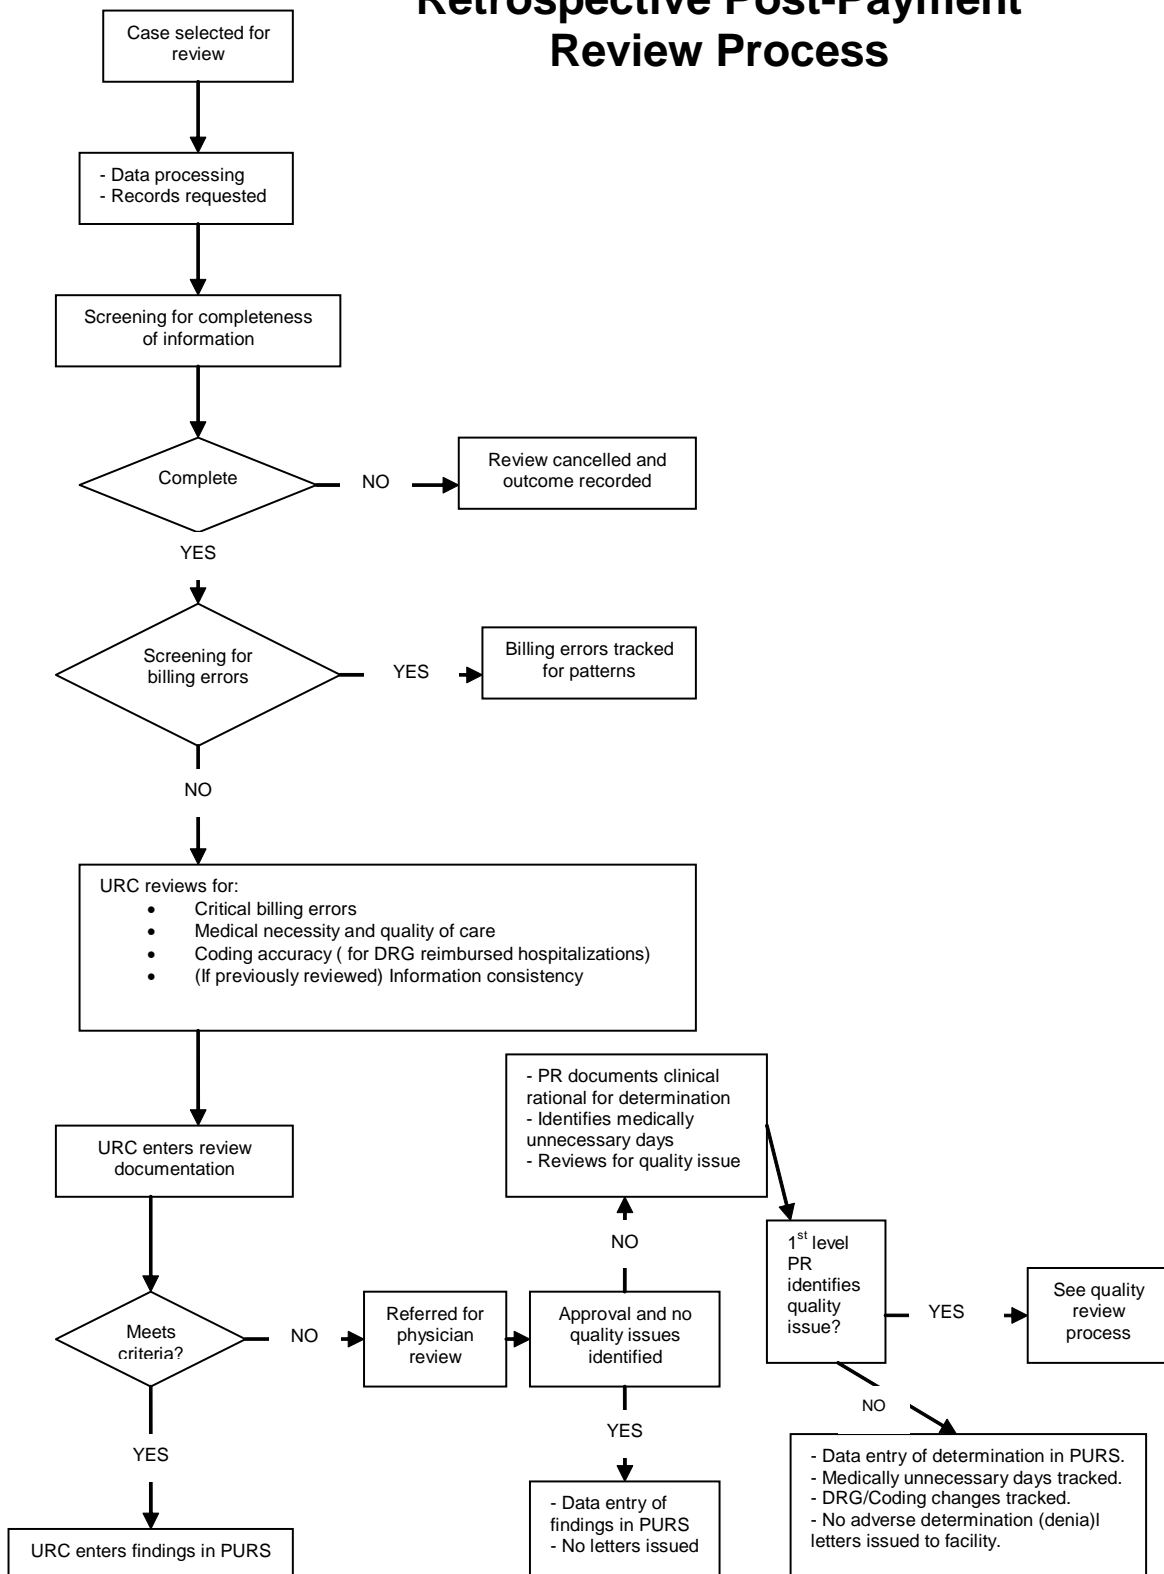 Retrospective Post-Payment
Review Process
Case selected for
review
- Data processing
- Records requested
Screening for completeness
of information
Complete
NO
Review cancelled and
outcome recorded
YES
Screening for
billing errors
YES
Billing errors tracked
for patterns
NO
URC reviews for:
• Critical billing errors
• Medical necessity and quality of care
• Coding accuracy ( for DRG reimbursed hospitalizations)
• (If previously reviewed) Information consistency
URC enters review
documentation
Meets
criteria?
NO
Referred for
physician
review
Approval and no
quality issues
identified
NO
- PR documents clinical
rational for determination
- Identifies medically
unnecessary days
- Reviews for quality issue
1st level
PR
identifies
quality
issue?
YES
See quality
review
process
NO
- Data entry of determination in PURS.
- Medically unnecessary days tracked.
- DRG/Coding changes tracked.
- No adverse determination (denia)l
letters issued to facility.
YES
- Data entry of
findings in PURS
- No letters issued
YES
URC enters findings in PURS